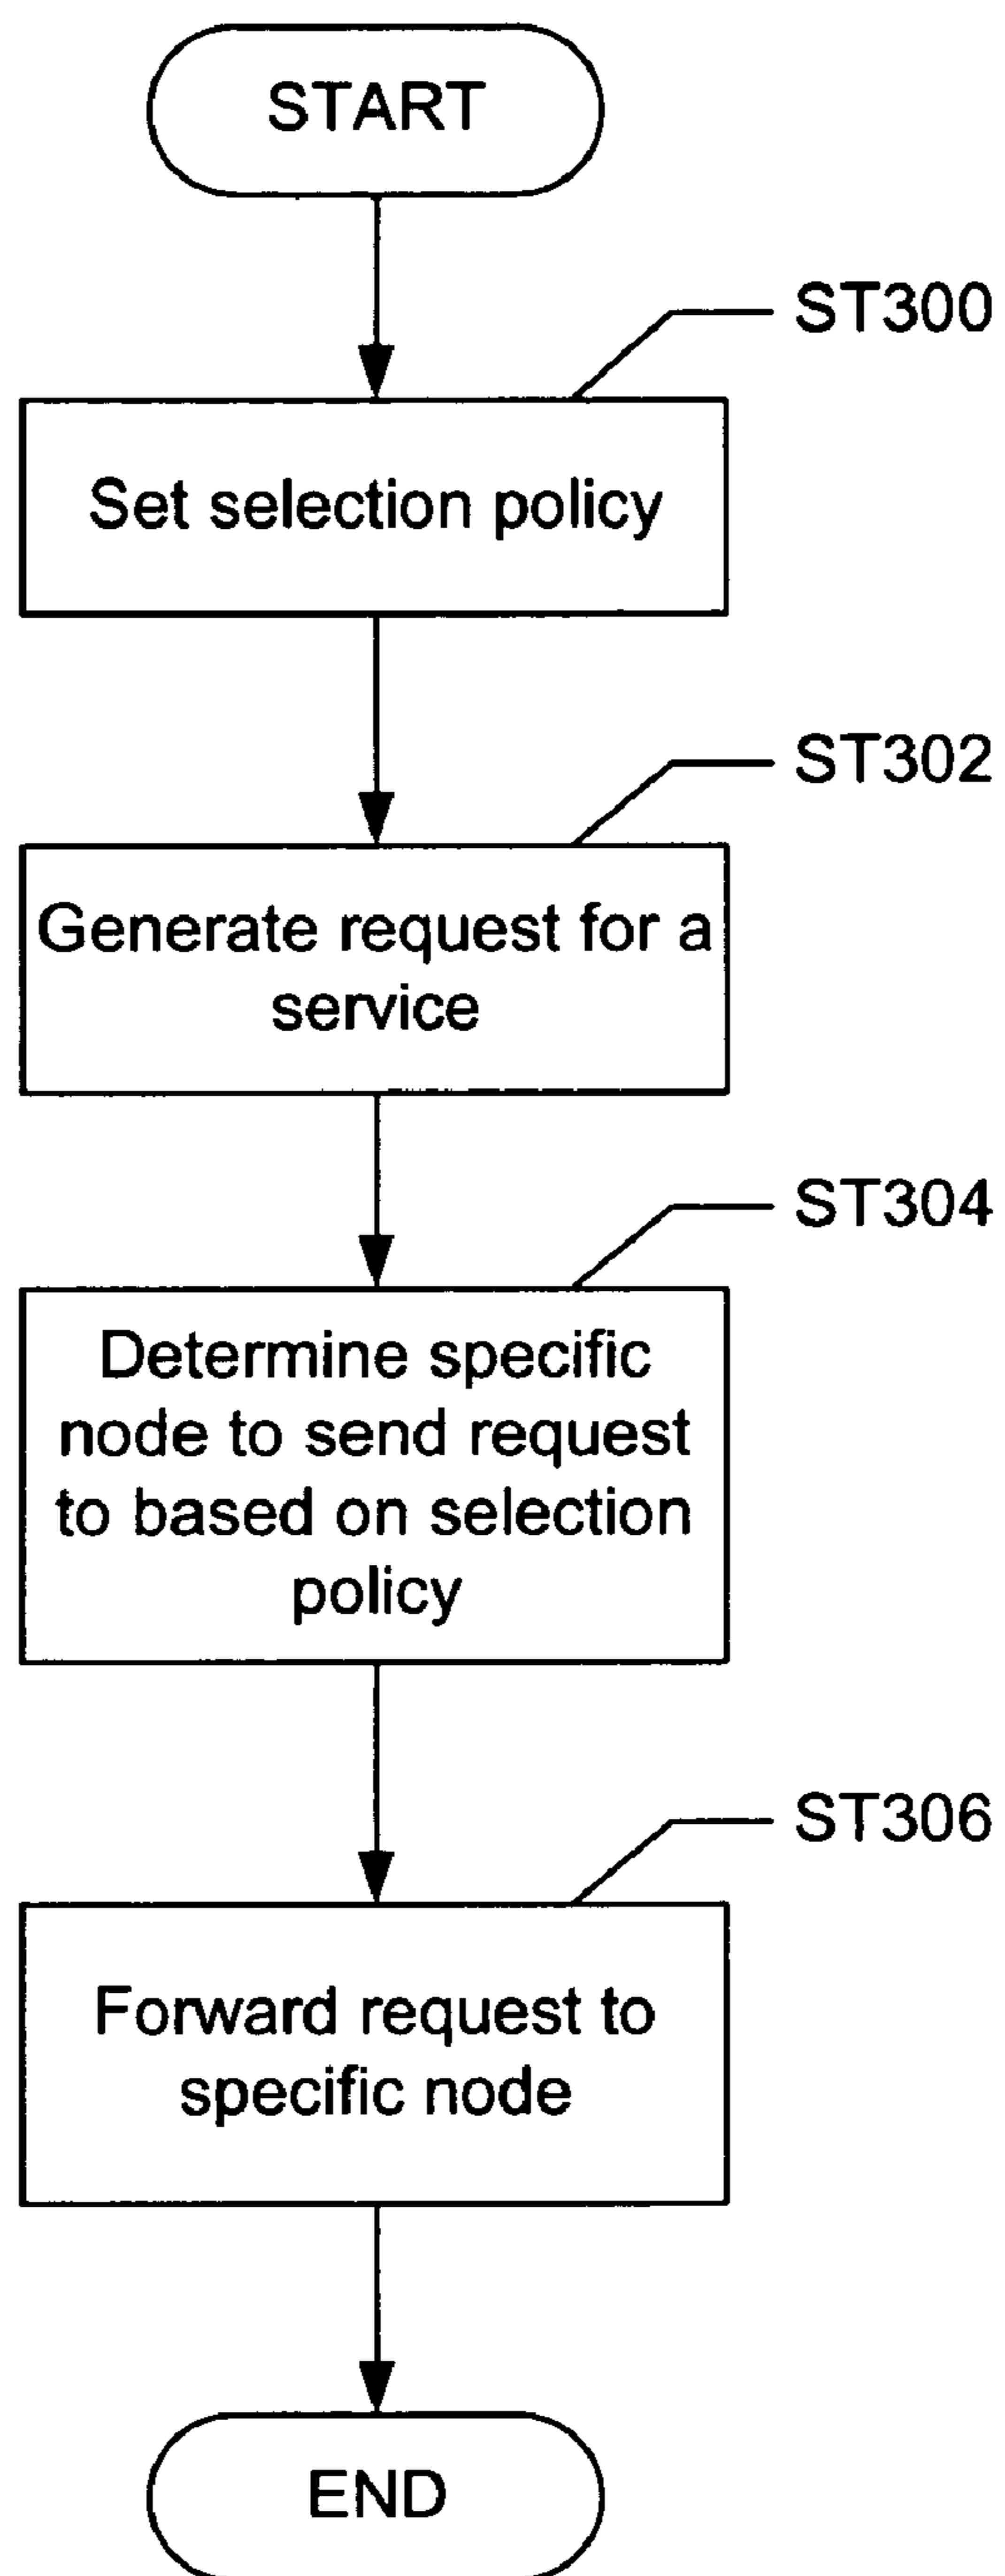 START
ST300
Set selection policy
ST302
Generate request for a
service
ST304
Determine specific
node to send request
to based on selection
policy
ST306
Forward request to
specific node
END